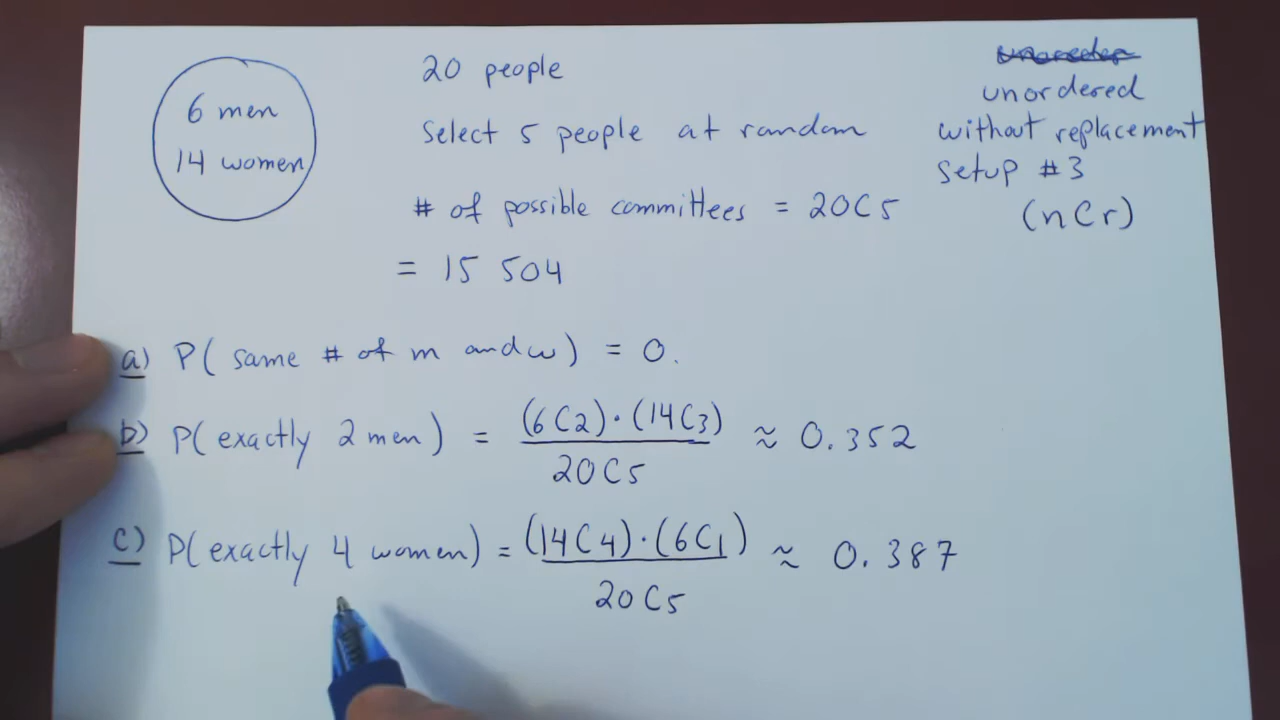 6 men
14 women
20 people
Select 5 people at random
# of possible committees = 20C5
= 15 504
unordered
without replacement
setup #3
(nCr)
a) P( same # of m and w) = 0.
b) P(exactly 2 men) = (6C2)·(14C3) / 20C5 ≈ 0.352
c) P(exactly 4 women) = (14C4)·(6C1) / 20C5 ≈ 0.387